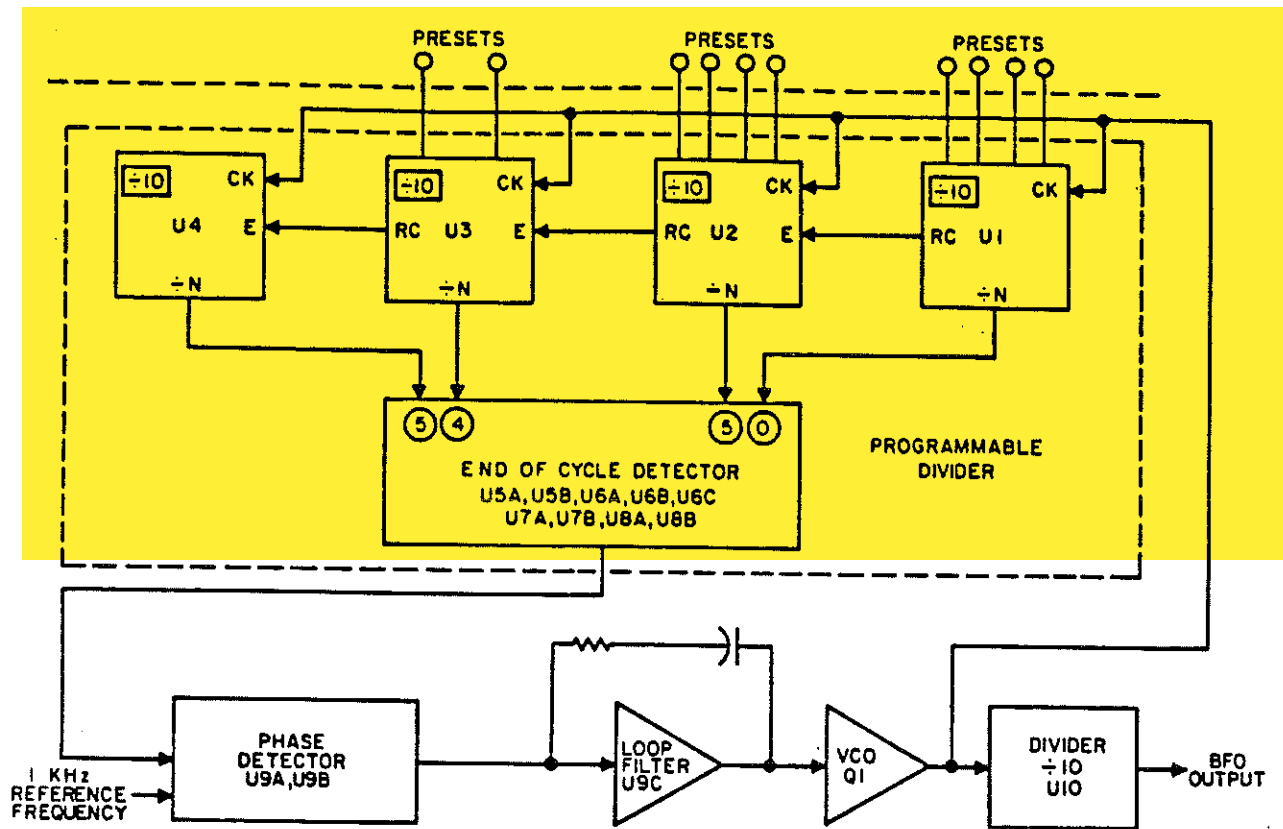 PRESETS PRESETS PRESETS
÷10 CK ÷10 CK ÷10 CK ÷10 CK
U4 E RC U3 E RC U2 E RC U1
÷N ÷N ÷N ÷N
5 4 5 0
END OF CYCLE DETECTOR
U5A, U5B, U6A, U6B, U6C
U7A, U7B, U8A, U8B
PROGRAMMABLE
DIVIDER
1 KHz
REFERENCE
FREQUENCY
PHASE
DETECTOR
U9A, U9B
LOOP
FILTER
U9C
VCO
Q1
DIVIDER
÷10
U10
BFO
OUTPUT